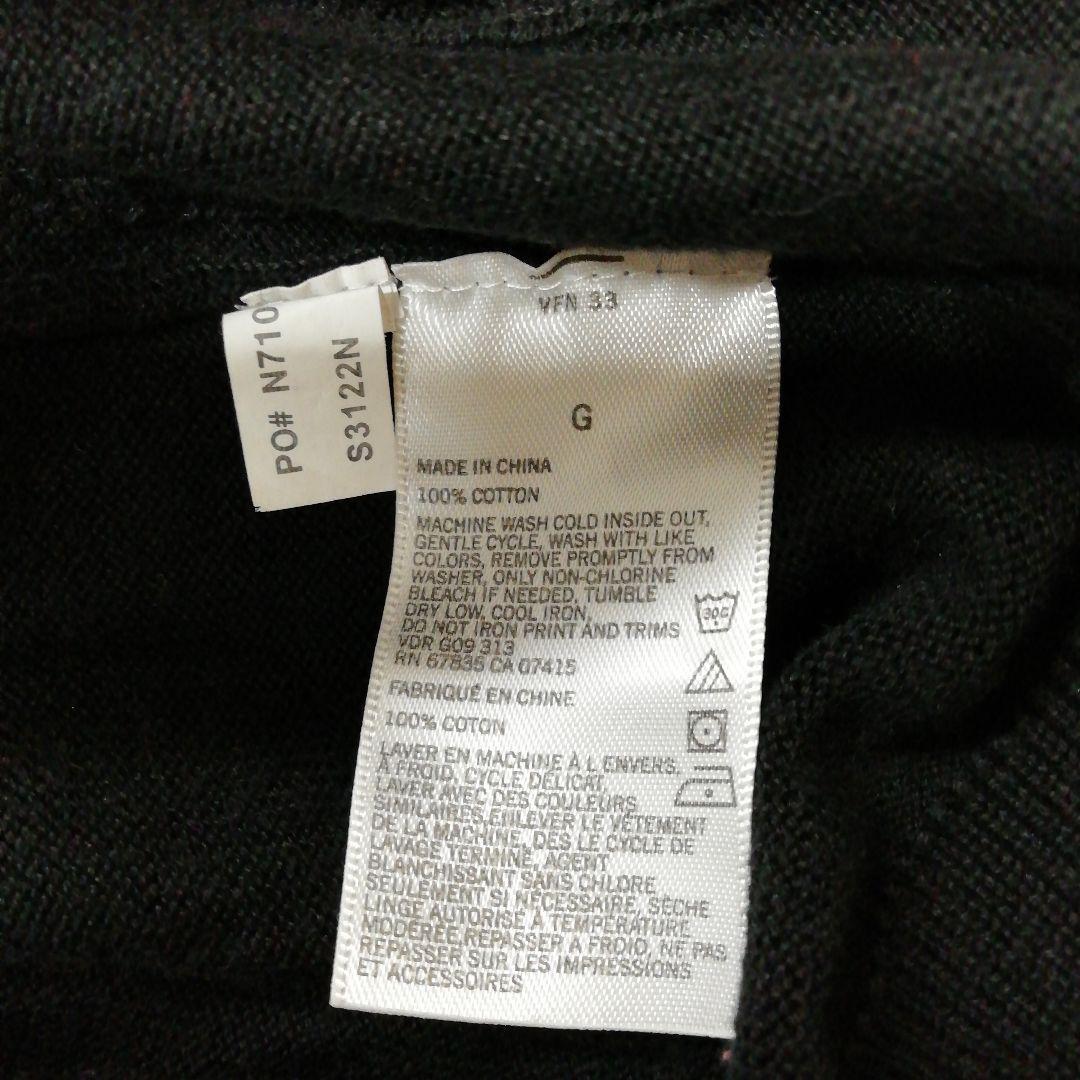 PO# N710
S3122N
VFN 33
G
MADE IN CHINA
100% COTTON
MACHINE WASH COLD INSIDE OUT,
GENTLE CYCLE, WASH WITH LIKE
COLORS, REMOVE PROMPTLY FROM
WASHER, ONLY NON-CHLORINE
BLEACH IF NEEDED, TUMBLE
DRY LOW, COOL IRON,
DO NOT IRON PRINT AND TRIMS
VDR G09 313
RN 67835 CA 07415
30C
FABRIQUÉ EN CHINE
100% COTON
LAVER EN MACHINE À L ENVERS,
À FROID, CYCLE DÉLICAT,
LAVER AVEC DES COULEURS
SIMILAIRES,ENLEVER LE VÊTEMENT
DE LA MACHINE, DÈS LE CYCLE DE
LAVAGE TERMINÉ, AGENT
BLANCHISSANT SANS CHLORE
SEULEMENT SI NÉCESSAIRE, SÈCHE
LINGE AUTORISÉ À TEMPÉRATURE
MODÉRÉE,REPASSER À FROID, NE PAS
REPASSER SUR LES IMPRESSIONS
ET ACCESSOIRES